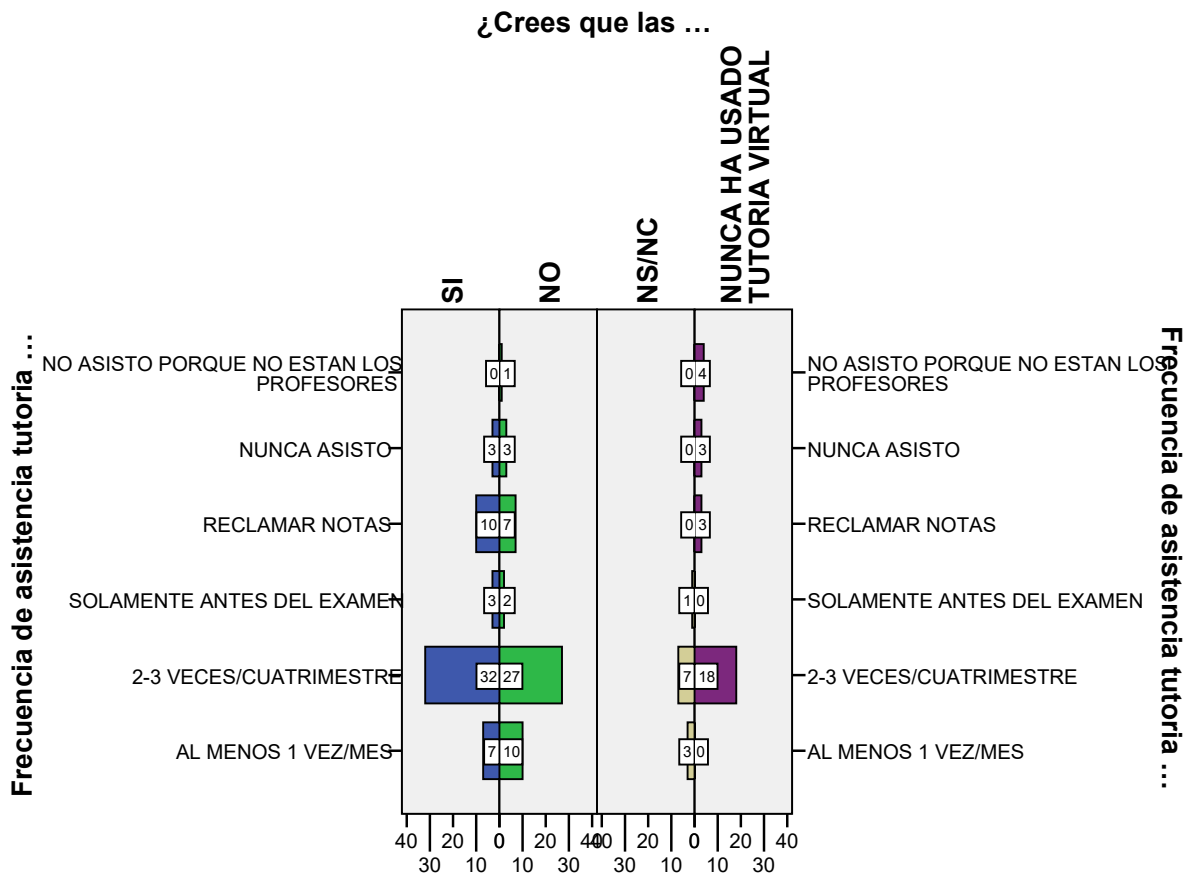 ¿Crees que las …
SI
NO
NS/NC
NUNCA HA USADO
TUTORIA VIRTUAL
Frecuencia de asistencia tutoria …
NO ASISTO PORQUE NO ESTAN LOS
PROFESORES
0 1
0 4
NO ASISTO PORQUE NO ESTAN LOS
PROFESORES
NUNCA ASISTO
3 3
0 3
NUNCA ASISTO
RECLAMAR NOTAS
10 7
0 3
RECLAMAR NOTAS
SOLAMENTE ANTES DEL EXAMEN
3 2
1 0
SOLAMENTE ANTES DEL EXAMEN
2-3 VECES/CUATRIMESTRE
32 27
7 18
2-3 VECES/CUATRIMESTRE
AL MENOS 1 VEZ/MES
7 10
3 0
AL MENOS 1 VEZ/MES
Frecuencia de asistencia tutoria …
40 20 0 20 40
30 10 10 30
40 20 0 20 40
30 10 10 30